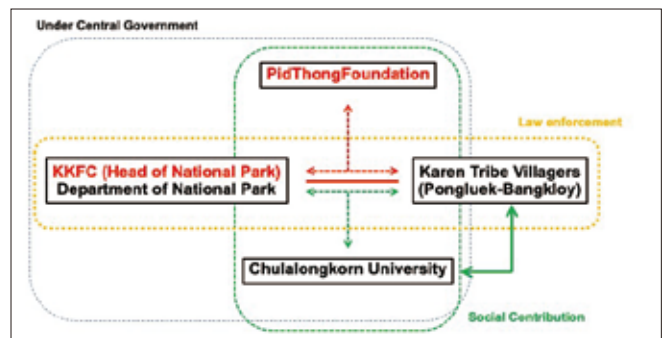 Under Central Government
PidThongFoundation
Law enforcement
KKFC (Head of National Park)
Department of National Park
Karen Tribe Villagers
(Pongluek-Bangkloy)
Chulalongkorn University
Social Contribution